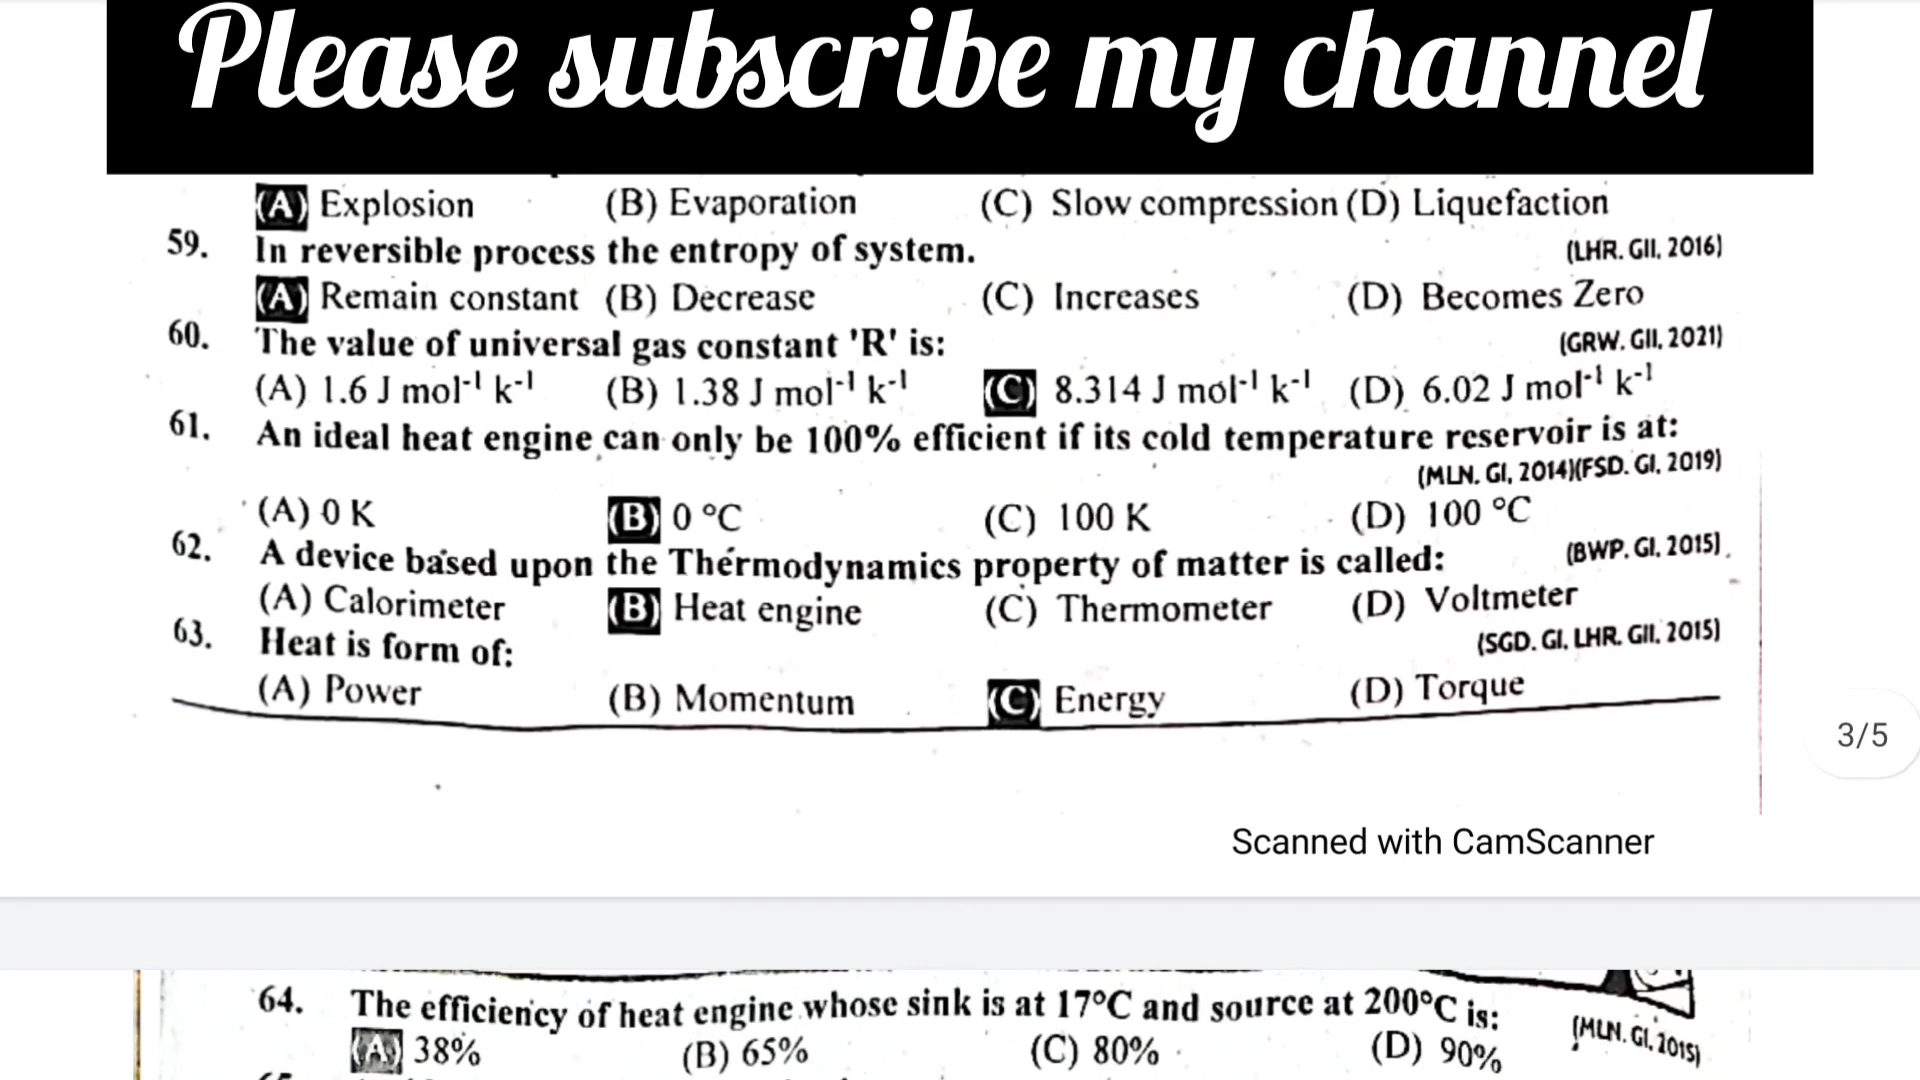 Please subscribe my channel
(A) Explosion (B) Evaporation (C) Slow compression (D) Liquefaction
59. In reversible process the entropy of system. (LHR. GII, 2016)
(A) Remain constant (B) Decrease (C) Increases (D) Becomes Zero
60. The value of universal gas constant 'R' is: (GRW. GII, 2021)
(A) 1.6 J mol⁻¹ k⁻¹ (B) 1.38 J mol⁻¹ k⁻¹ (C) 8.314 J mol⁻¹ k⁻¹ (D) 6.02 J mol⁻¹ k⁻¹
61. An ideal heat engine can only be 100% efficient if its cold temperature reservoir is at:
(MLN. GI, 2014)(FSD. GI, 2019)
(A) 0 K (B) 0 °C (C) 100 K (D) 100 °C
62. A device based upon the Thermodynamics property of matter is called: (BWP. GI, 2015)
(A) Calorimeter (B) Heat engine (C) Thermometer (D) Voltmeter
63. Heat is form of: (SGD. GI, LHR. GII, 2015)
(A) Power (B) Momentum (C) Energy (D) Torque
3/5
Scanned with CamScanner
64. The efficiency of heat engine whose sink is at 17°C and source at 200°C is: (MLN. GI, 2015)
(A) 38% (B) 65% (C) 80% (D) 90%